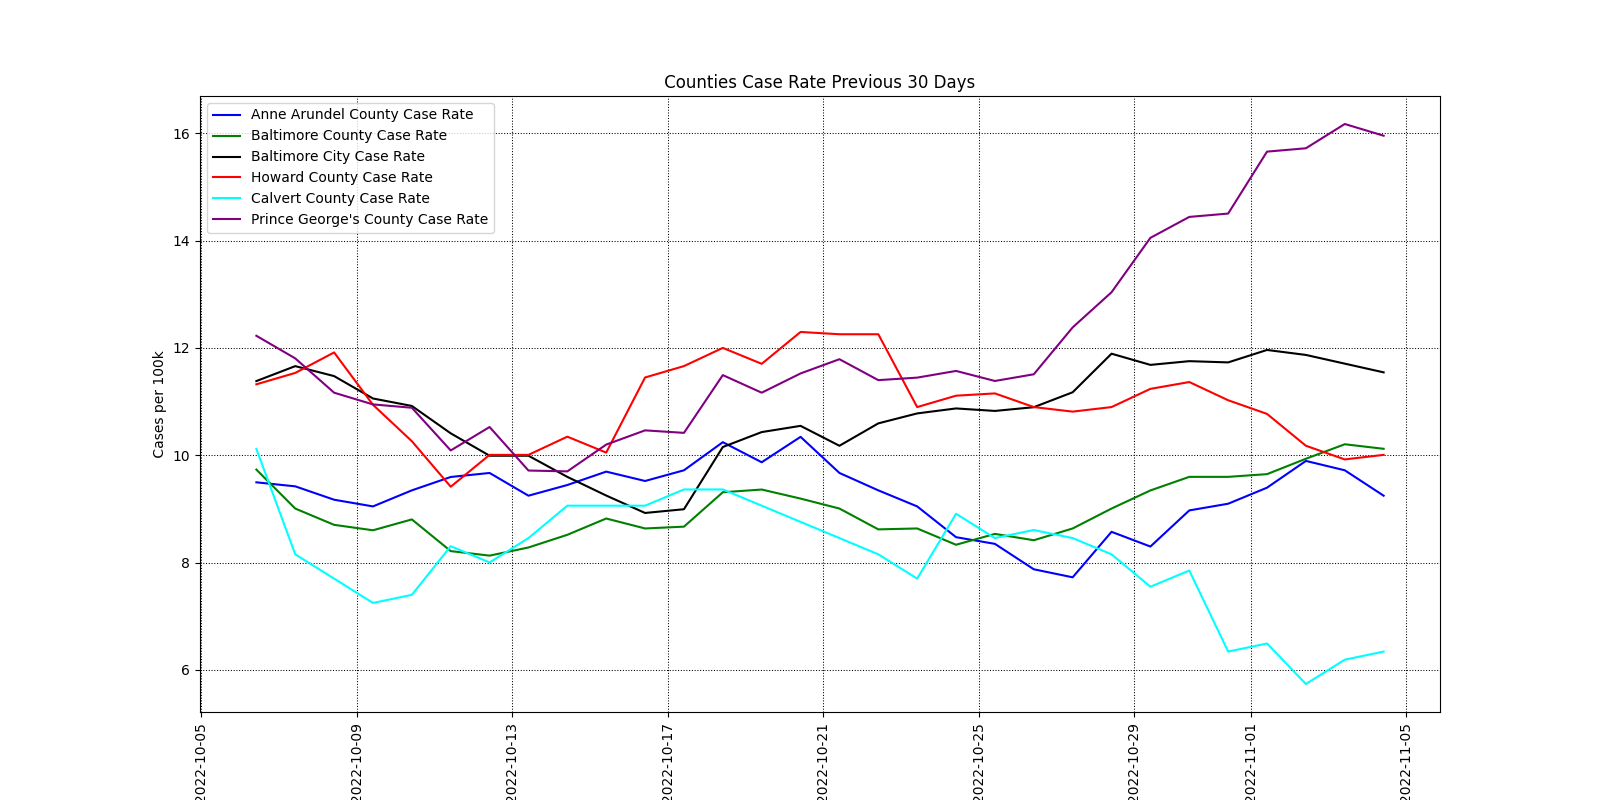 Counties Case Rate Previous 30 Days
Anne Arundel County Case Rate
Baltimore County Case Rate
Baltimore City Case Rate
Howard County Case Rate
Calvert County Case Rate
Prince George's County Case Rate
Cases per 100k
16
14
12
10
8
6
2022-10-05
2022-10-09
2022-10-13
2022-10-17
2022-10-21
2022-10-25
2022-10-29
2022-11-01
2022-11-05